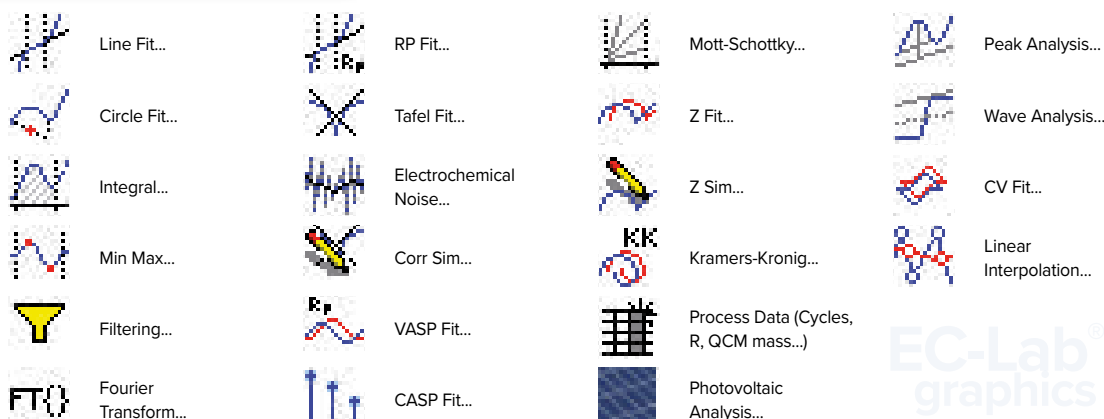 Line Fit...
RP Fit...
Mott-Schottky...
Peak Analysis...
Circle Fit...
Tafel Fit...
Z Fit...
Wave Analysis...
Integral...
Electrochemical
Noise...
Z Sim...
CV Fit...
Min Max...
Corr Sim...
Kramers-Kronig...
Linear
Interpolation...
Filtering...
VASP Fit...
Process Data (Cycles,
R, QCM mass...)
Fourier
Transform...
CASP Fit...
Photovoltaic
Analysis...
Rp
KK
Rp
FT{}
EC-Lab®
graphics